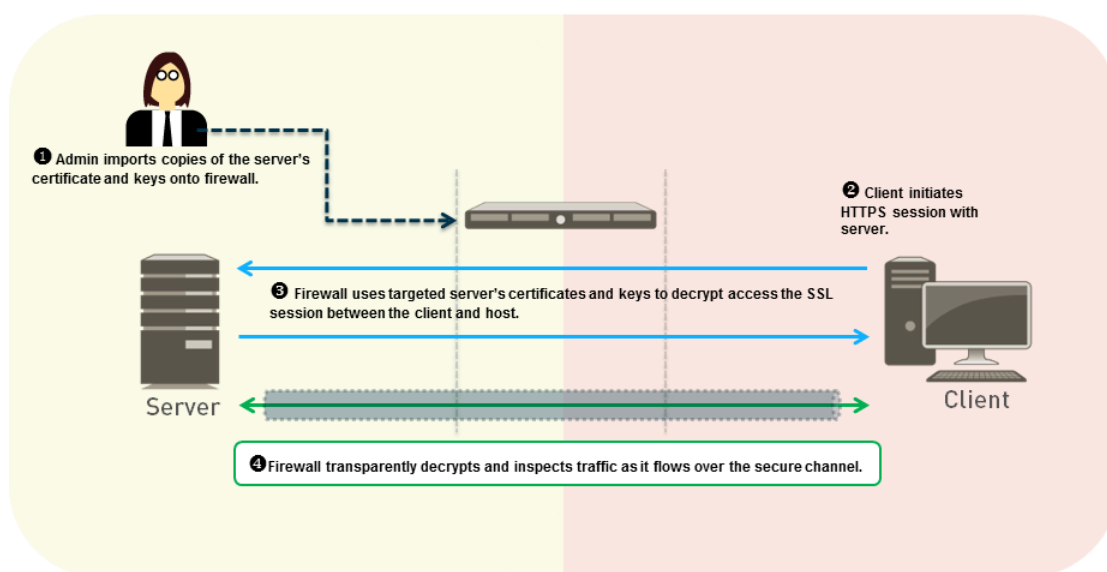 ❶ Admin imports copies of the server's
certificate and keys onto firewall.
❷ Client initiates
HTTPS session with
server.
❸ Firewall uses targeted server's certificates and keys to decrypt access the SSL
session between the client and host.
Server
Client
❹Firewall transparently decrypts and inspects traffic as it flows over the secure channel.